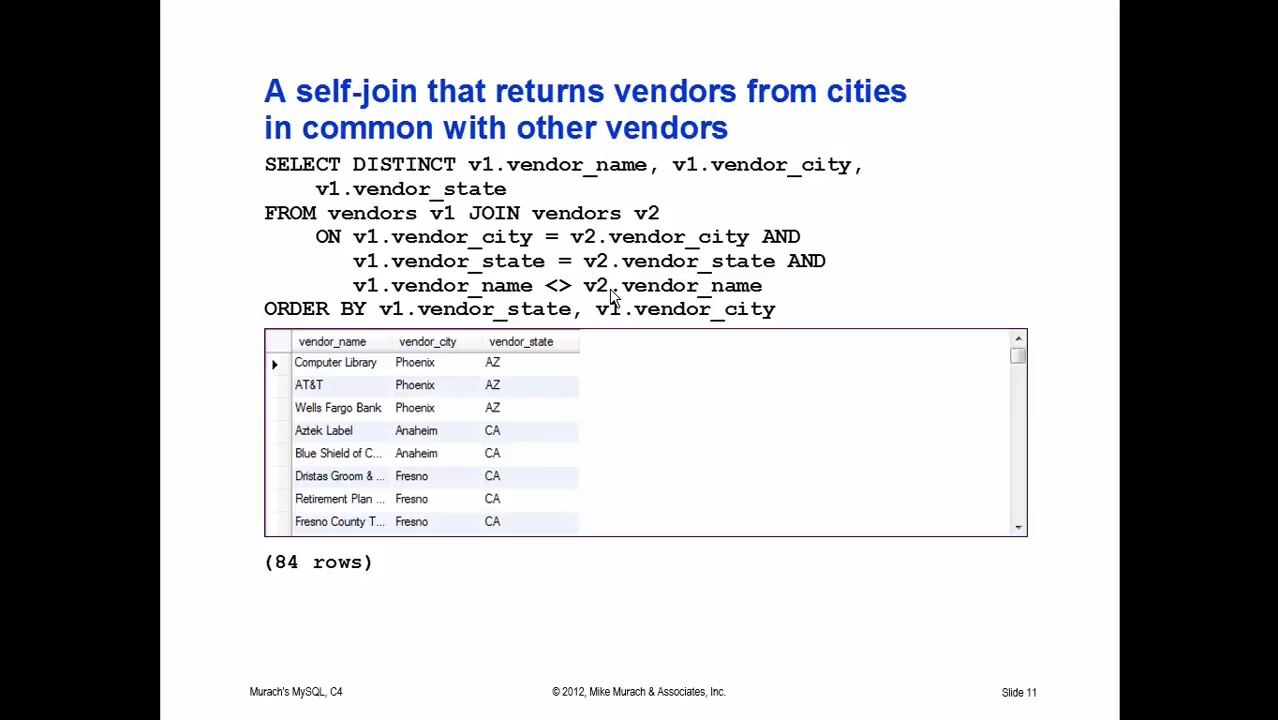 A self-join that returns vendors from cities
in common with other vendors
SELECT DISTINCT v1.vendor_name, v1.vendor_city,
v1.vendor_state
FROM vendors v1 JOIN vendors v2
ON v1.vendor_city = v2.vendor_city AND
v1.vendor_state = v2.vendor_state AND
v1.vendor_name <> v2.vendor_name
ORDER BY v1.vendor_state, v1.vendor_city
vendor_name vendor_city vendor_state
Computer Library Phoenix AZ
AT&T Phoenix AZ
Wells Fargo Bank Phoenix AZ
Aztek Label Anaheim CA
Blue Shield of C... Anaheim CA
Dristas Groom & ... Fresno CA
Retirement Plan ... Fresno CA
Fresno County T... Fresno CA
(84 rows)
Murach's MySQL, C4 © 2012, Mike Murach & Associates, Inc. Slide 11